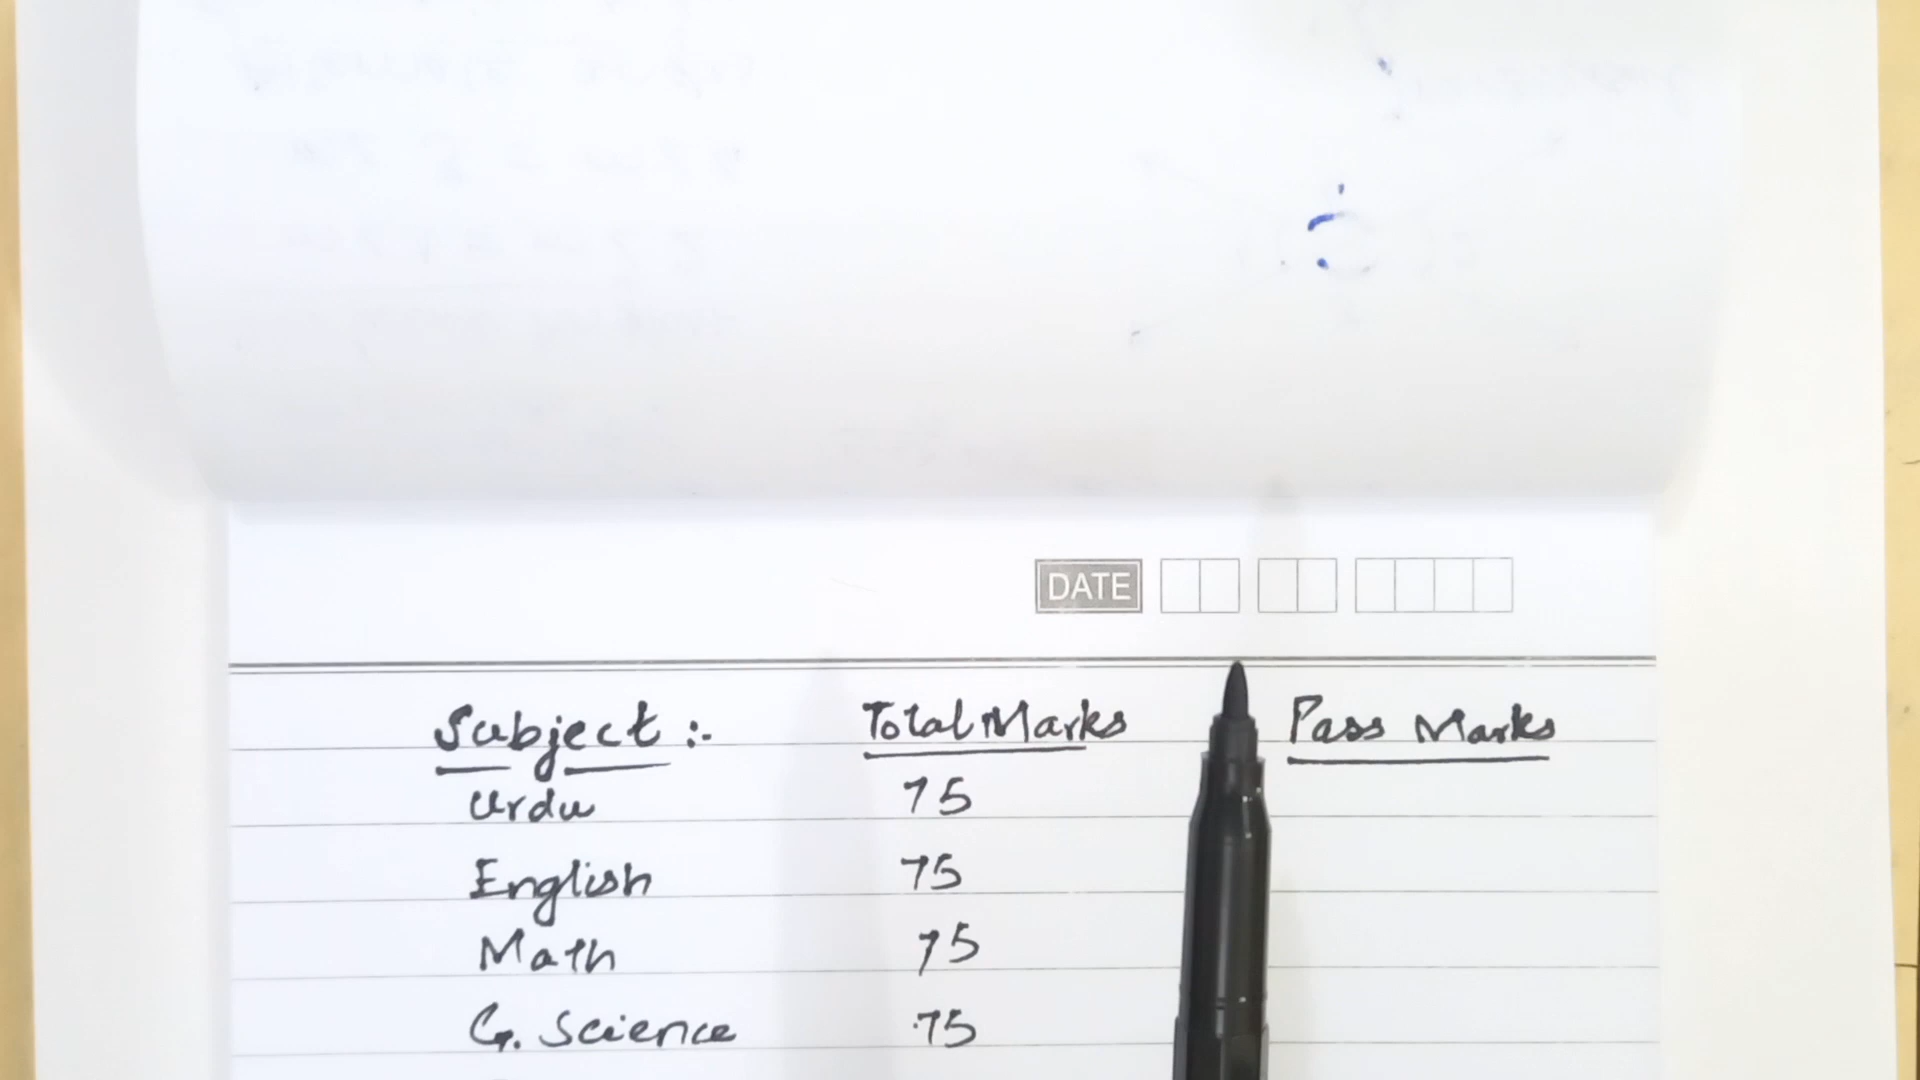 DATE
Subject :- Total Marks Pass Marks
Urdu 75
English 75
Math 75
G. Science 75